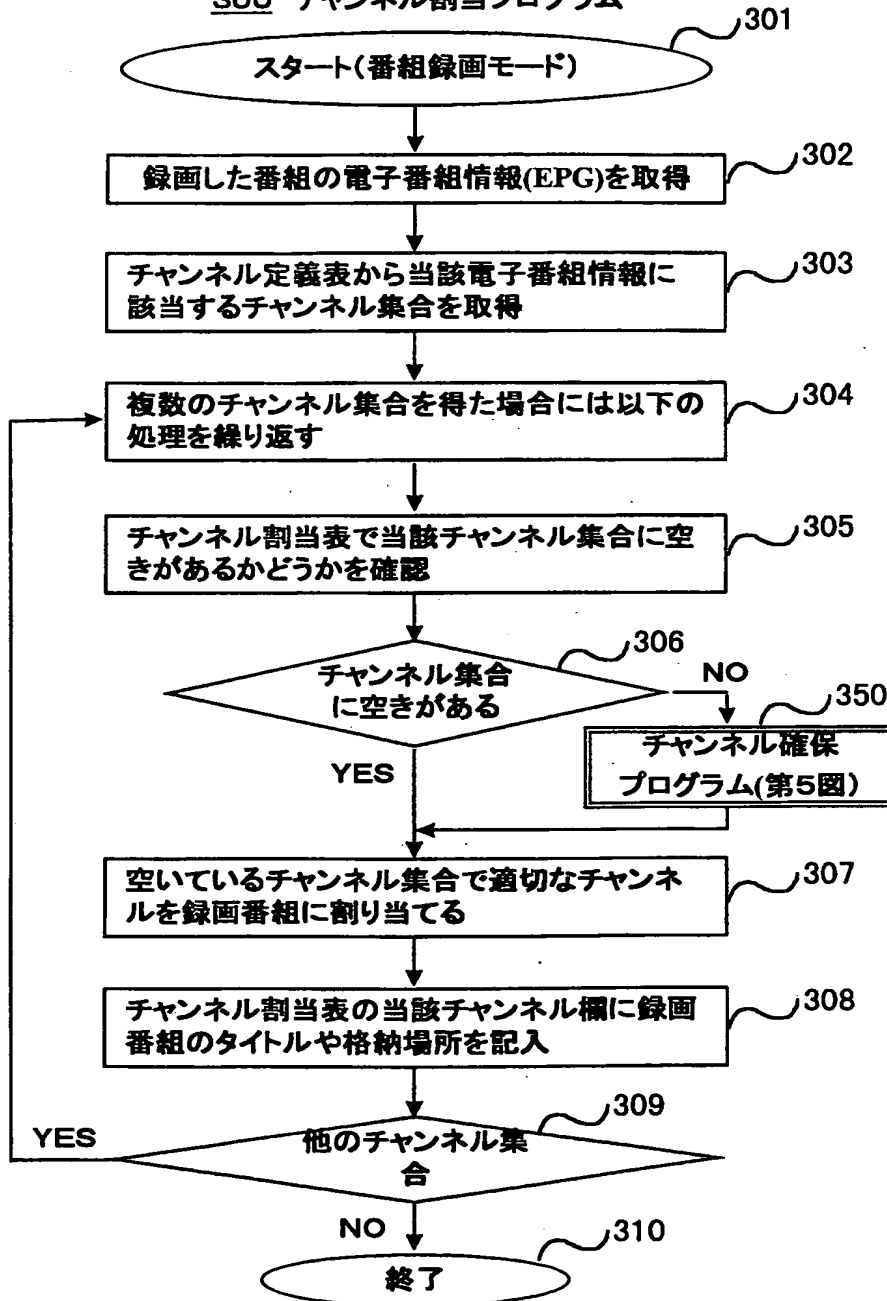 300 チャンネル割当プログラム
301
スタート(番組録画モード)
302
録画した番組の電子番組情報(EPG)を取得
303
チャンネル定義表から当該電子番組情報に
該当するチャンネル集合を取得
304
複数のチャンネル集合を得た場合には以下の
処理を繰り返す
305
チャンネル割当表で当該チャンネル集合に空
きがあるかどうかを確認
306
チャンネル集合
に空きがある
NO
350
チャンネル確保
プログラム(第5図)
YES
307
空いているチャンネル集合で適切なチャンネ
ルを録画番組に割り当てる
308
チャンネル割当表の当該チャンネル欄に録画
番組のタイトルや格納場所を記入
309
YES
他のチャンネル集
合
NO
310
終了